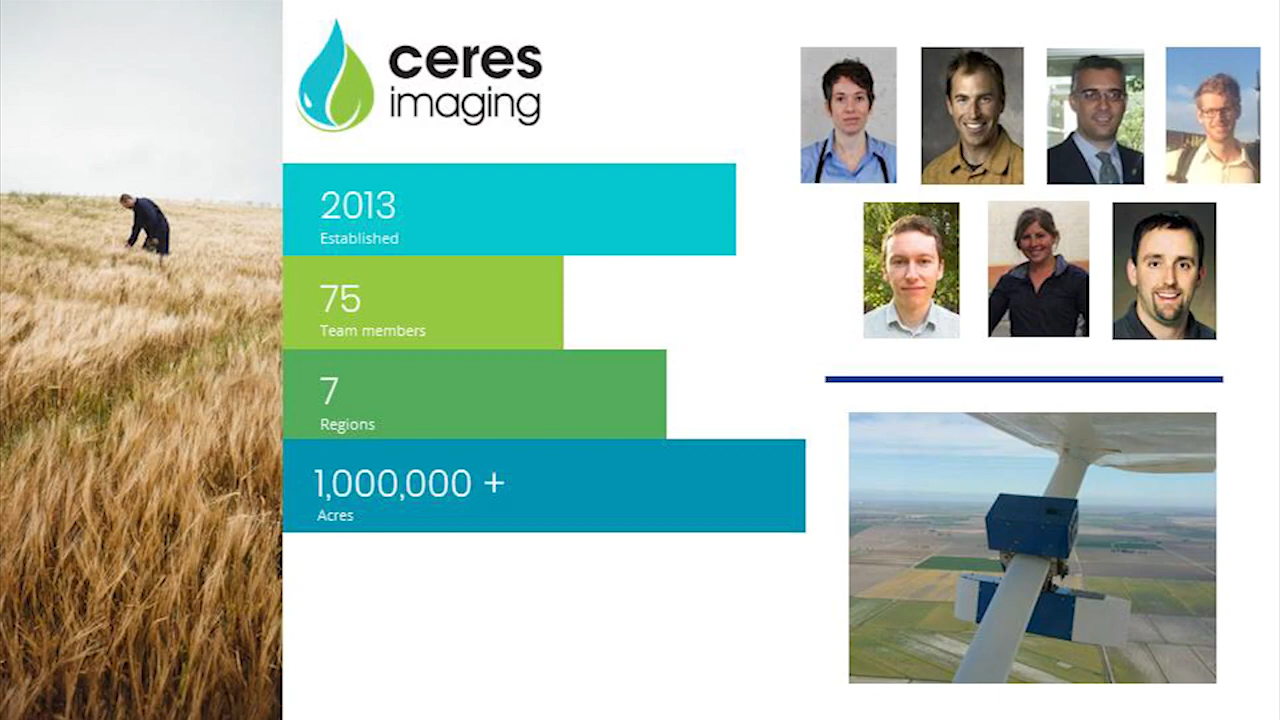 ceres
imaging
2013
Established
75
Team members
7
Regions
1,000,000 +
Acres